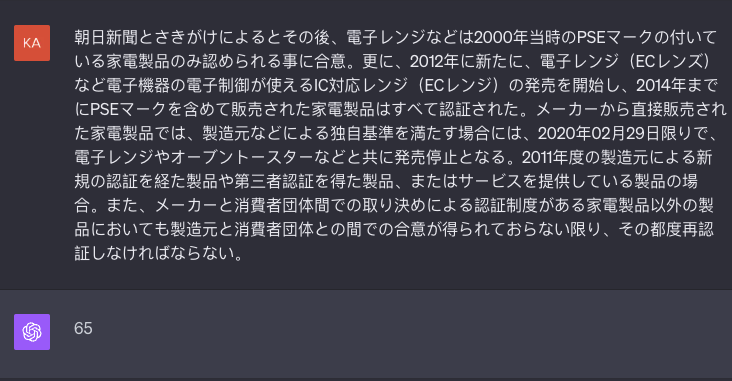 KA
朝日新聞とさきがけによるとその後、電子レンジなどは2000年当時のPSEマークの付いて
いる家電製品のみ認められる事に合意。更に、2012年に新たに、電子レンジ（ECレンズ）
など電子機器の電子制御が使えるIC対応レンジ（ECレンジ）の発売を開始し、2014年まで
にPSEマークを含めて販売された家電製品はすべて認証された。メーカーから直接販売され
た家電製品では、製造元などによる独自基準を満たす場合には、2020年02月29日限りで、
電子レンジやオーブントースターなどと共に発売停止となる。2011年度の製造元による新
規の認証を経た製品や第三者認証を得た製品、またはサービスを提供している製品の場
合。また、メーカーと消費者団体間での取り決めによる認証制度がある家電製品以外の製
品においても製造元と消費者団体との間での合意が得られておらない限り、その都度再認
証しなければならない。
65